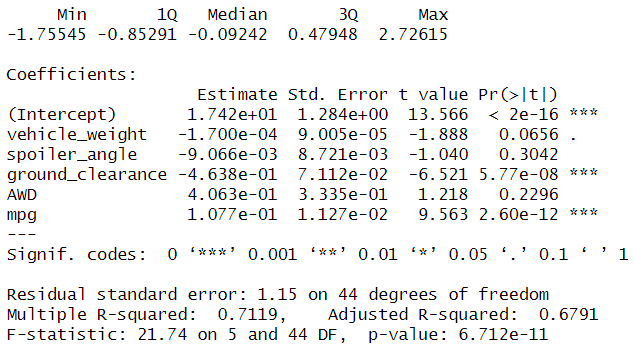 Min 1Q Median 3Q Max
-1.75545 -0.85291 -0.09242 0.47948 2.72615
Coefficients:
Estimate Std. Error t value Pr(>|t|)
(Intercept) 1.742e+01 1.284e+00 13.566 < 2e-16 ***
vehicle_weight -1.700e-04 9.005e-05 -1.888 0.0656 .
spoiler_angle -9.066e-03 8.721e-03 -1.040 0.3042
ground_clearance -4.638e-01 7.112e-02 -6.521 5.77e-08 ***
AWD 4.063e-01 3.335e-01 1.218 0.2296
mpg 1.077e-01 1.127e-02 9.563 2.60e-12 ***
---
Signif. codes: 0 ‘***’ 0.001 ‘**’ 0.01 ‘*’ 0.05 ‘.’ 0.1 ‘ ’ 1
Residual standard error: 1.15 on 44 degrees of freedom
Multiple R-squared: 0.7119, Adjusted R-squared: 0.6791
F-statistic: 21.74 on 5 and 44 DF, p-value: 6.712e-11